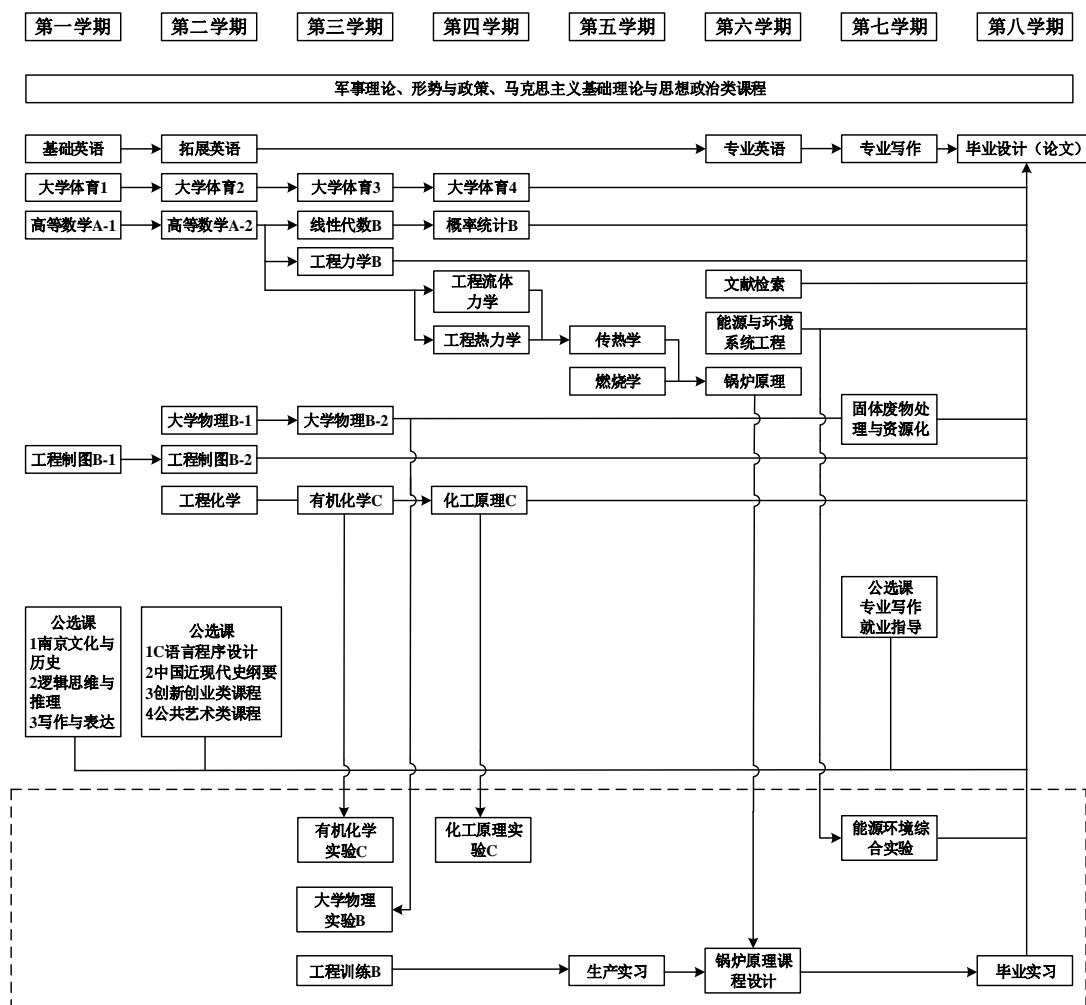 第一学期
第二学期
第三学期
第四学期
第五学期
第六学期
第七学期
第八学期
军事理论、形势与政策、马克思主义基础理论与思想政治类课程
基础英语
拓展英语
专业英语
专业写作
毕业设计（论文）
大学体育1
大学体育2
大学体育3
大学体育4
高等数学A-1
高等数学A-2
线性代数B
概率统计B
工程力学B
工程流体
力学
文献检索
工程热力学
传热学
能源与环境
系统工程
燃烧学
锅炉原理
大学物理B-1
大学物理B-2
固体废物处
理与资源化
工程制图B-1
工程制图B-2
工程化学
有机化学C
化工原理C
公选课
专业写作
就业指导
公选课
1南京文化与
历史
2逻辑思维与
推理
3写作与表达
公选课
1C语言程序设计
2中国近现代史纲要
3创新创业类课程
4公共艺术类课程
有机化学
实验C
化工原理实
验C
能源环境综
合实验
大学物理
实验B
工程训练B
生产实习
锅炉原理课
程设计
毕业实习